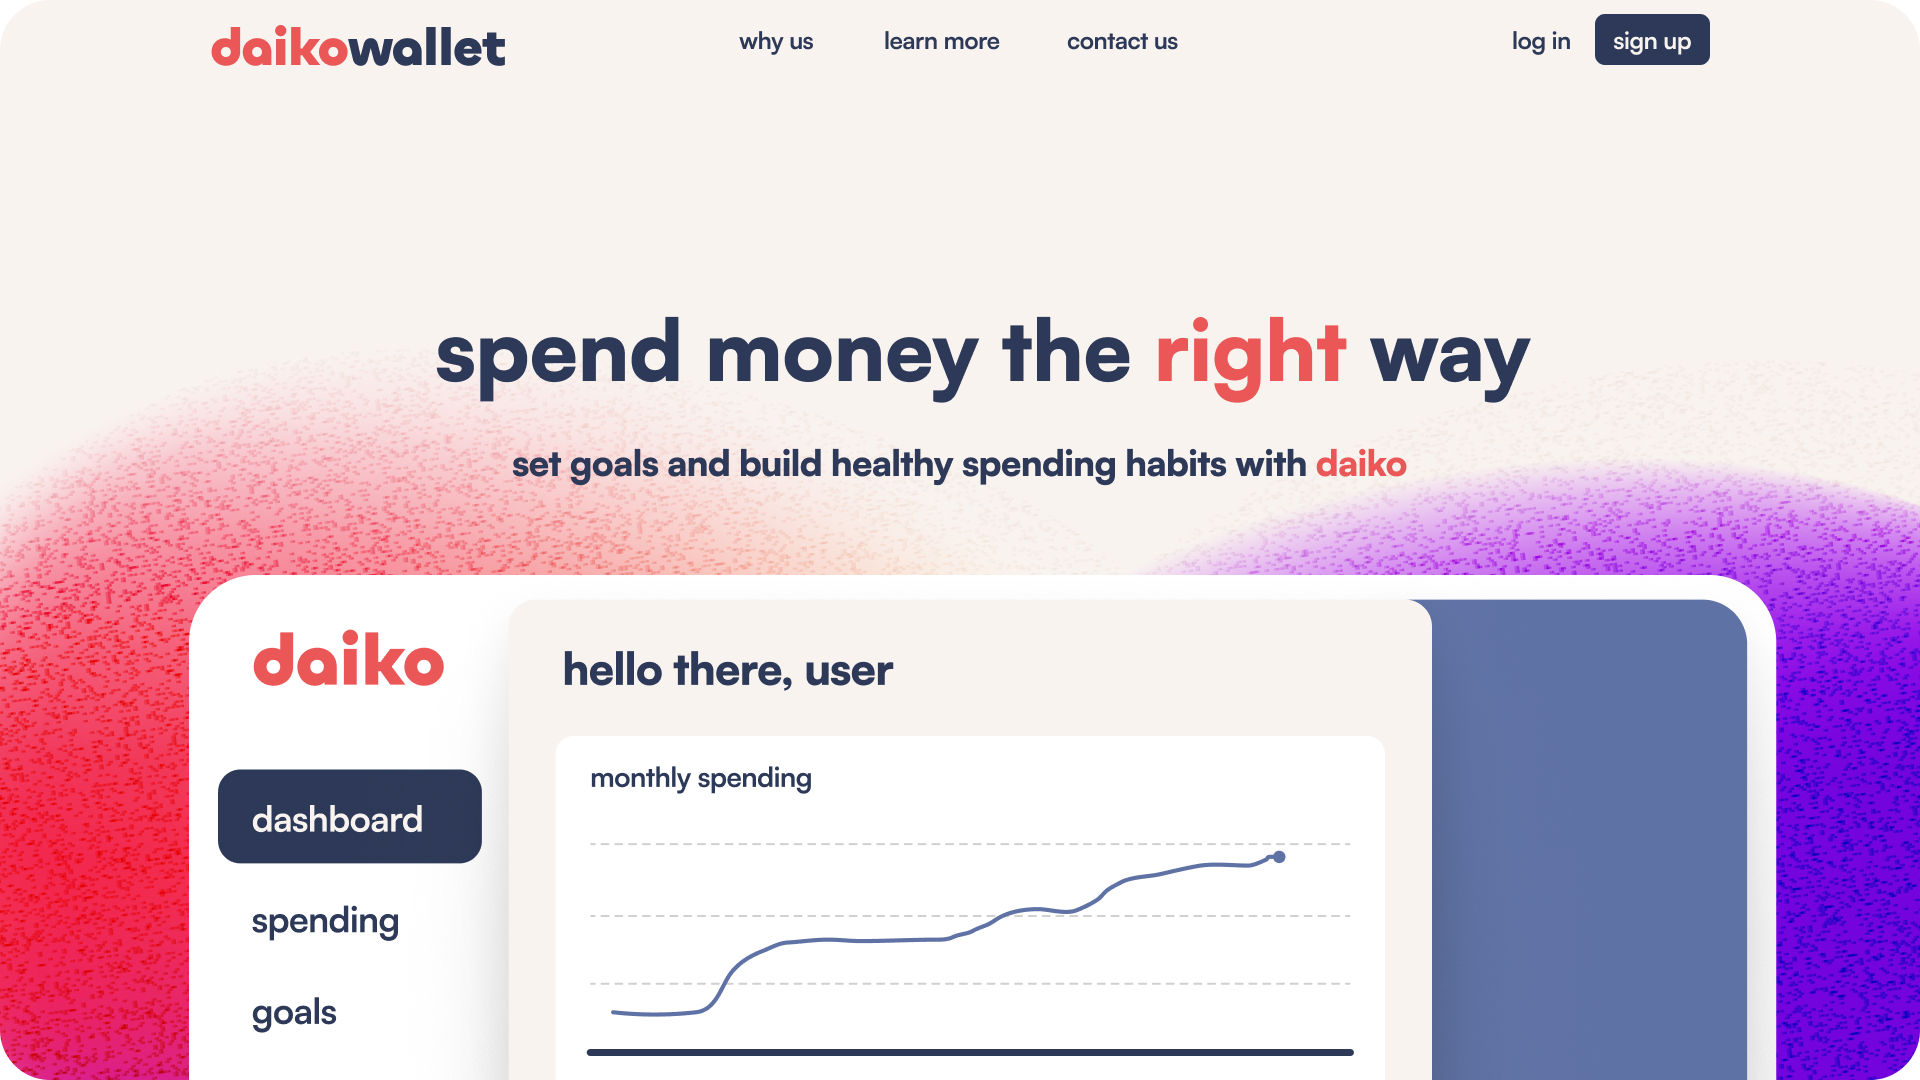 daikowallet
why us
learn more
contact us
log in
sign up
spend money the right way
set goals and build healthy spending habits with daiko
daiko
dashboard
spending
goals
hello there, user
monthly spending